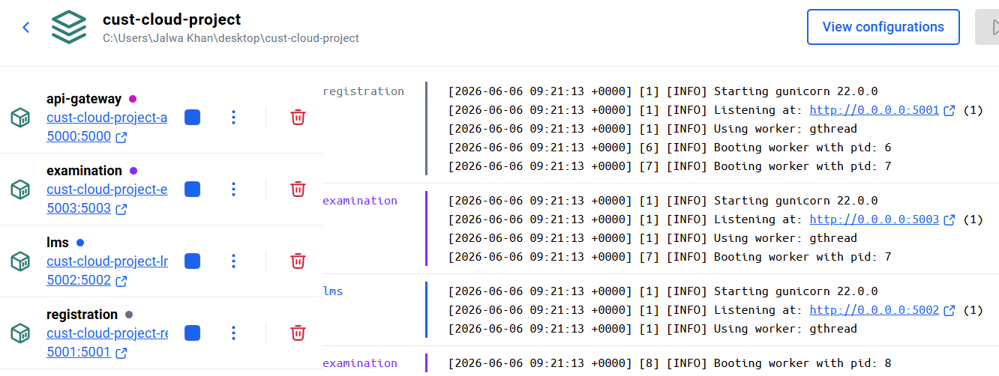 cust-cloud-project
C:\Users\Jalwa Khan\desktop\cust-cloud-project
View configurations
api-gateway
cust-cloud-project-a
5000:5000
examination
cust-cloud-project-e
5003:5003
lms
cust-cloud-project-lr
5002:5002
registration
cust-cloud-project-re
5001:5001
registration
[2026-06-06 09:21:13 +0000] [1] [INFO] Starting gunicorn 22.0.0
[2026-06-06 09:21:13 +0000] [1] [INFO] Listening at: http://0.0.0.0:5001 (1)
[2026-06-06 09:21:13 +0000] [1] [INFO] Using worker: gthread
[2026-06-06 09:21:13 +0000] [6] [INFO] Booting worker with pid: 6
[2026-06-06 09:21:13 +0000] [7] [INFO] Booting worker with pid: 7
examination
[2026-06-06 09:21:13 +0000] [1] [INFO] Starting gunicorn 22.0.0
[2026-06-06 09:21:13 +0000] [1] [INFO] Listening at: http://0.0.0.0:5003 (1)
[2026-06-06 09:21:13 +0000] [1] [INFO] Using worker: gthread
[2026-06-06 09:21:13 +0000] [7] [INFO] Booting worker with pid: 7
lms
[2026-06-06 09:21:13 +0000] [1] [INFO] Starting gunicorn 22.0.0
[2026-06-06 09:21:13 +0000] [1] [INFO] Listening at: http://0.0.0.0:5002 (1)
[2026-06-06 09:21:13 +0000] [1] [INFO] Using worker: gthread
examination
[2026-06-06 09:21:13 +0000] [8] [INFO] Booting worker with pid: 8